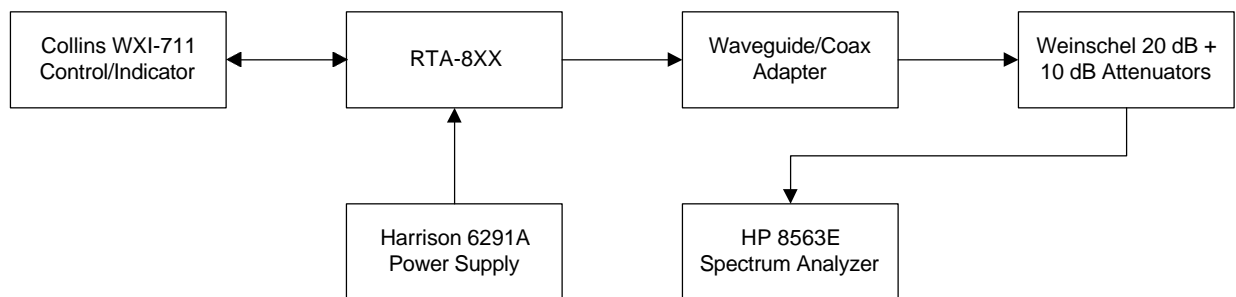 Collins WXI-711
Control/Indicator
RTA-8XX
Waveguide/Coax
Adapter
Weinschel 20 dB +
10 dB Attenuators
Harrison 6291A
Power Supply
HP 8563E
Spectrum Analyzer